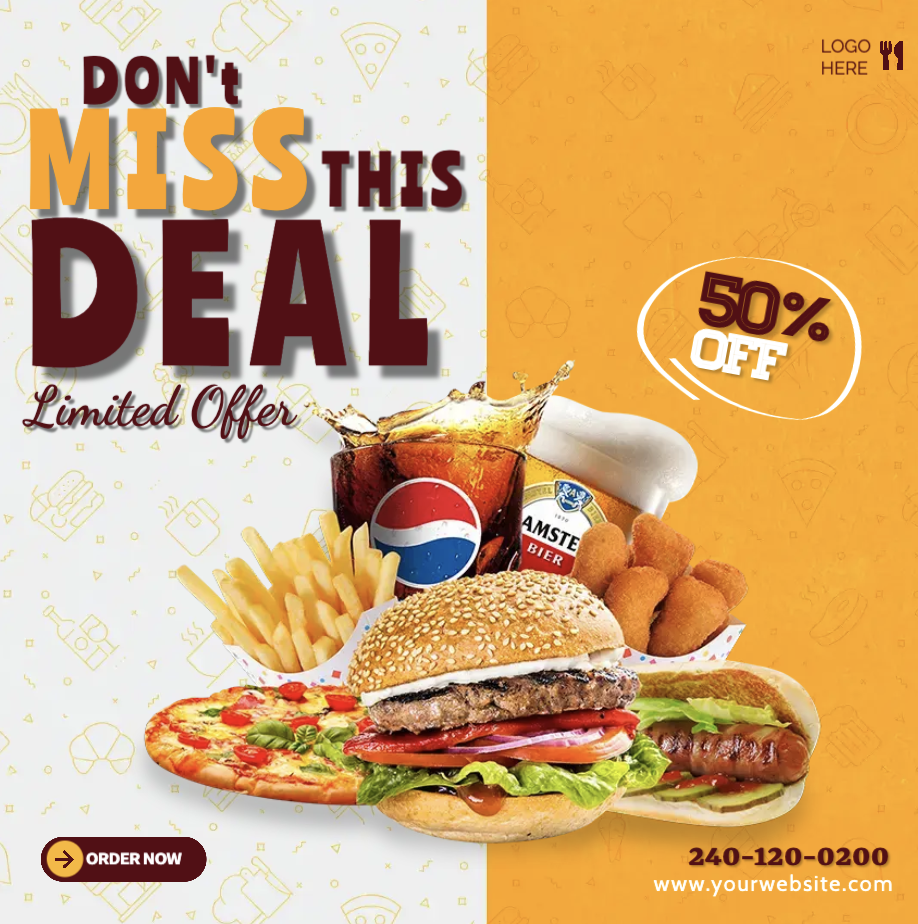 DON't
MISS THIS
DEAL
Limited Offer
LOGO
HERE
50%
OFF
AMSTE
BIER
ORDER NOW
240-120-0200
www.yourwebsite.com